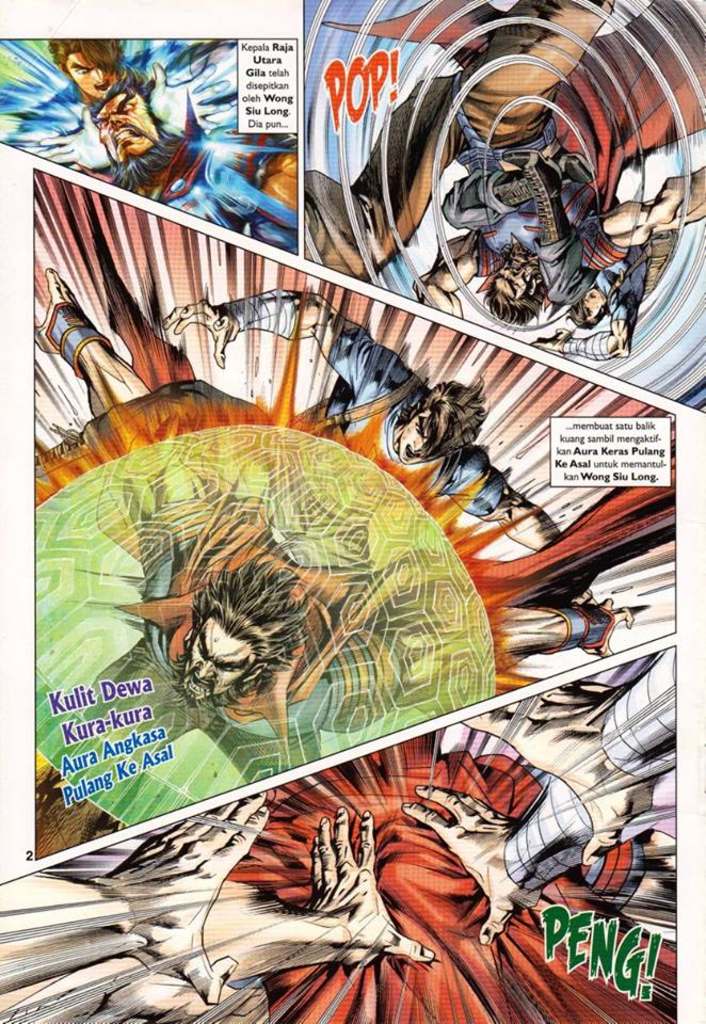 Kepala Raja
Utara
Gila telah
disepitkan
oleh Wong
Siu Long.
Dia pun...
POP!
...membuat satu balik
kuang sambil mengaktif-
kan Aura Keras Pulang
Ke Asal untuk memantul-
kan Wong Siu Long.
Kulit Dewa
Kura-kura
Aura Angkasa
Pulang Ke Asal
2
PENG!